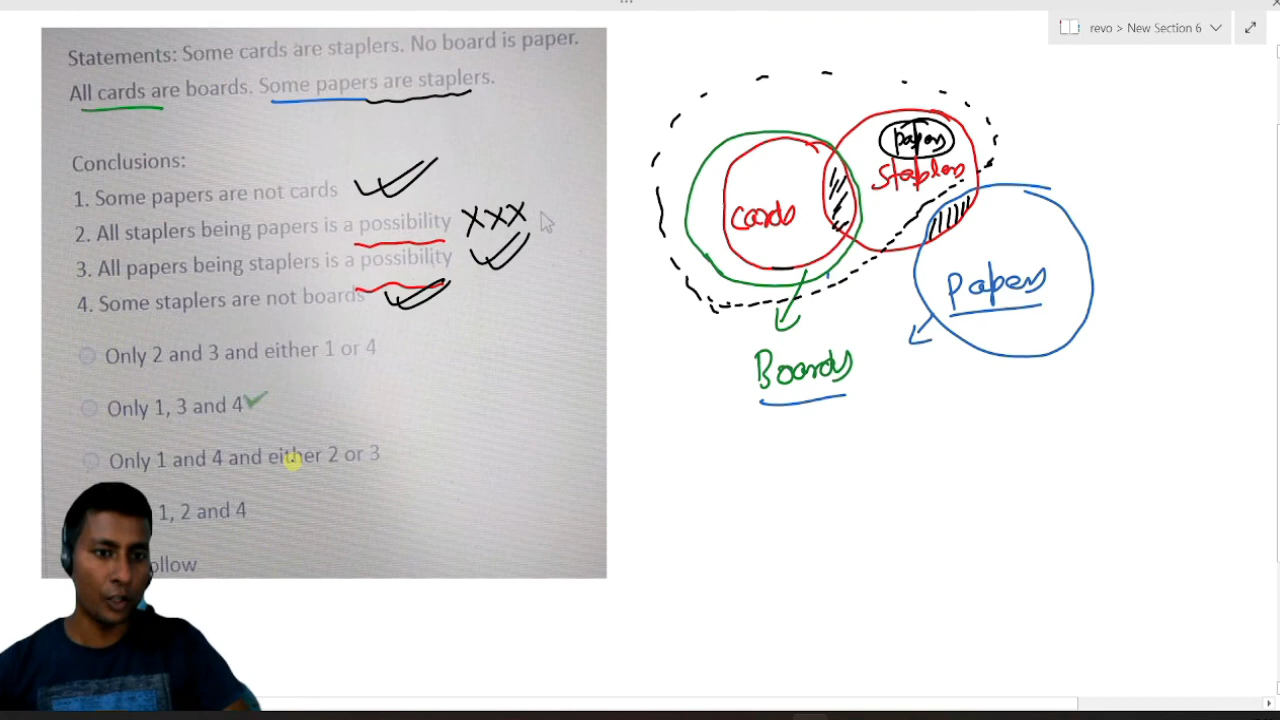 revo > New Section 6
Statements: Some cards are staplers. No board is paper.
All cards are boards. Some papers are staplers.
Conclusions:
1. Some papers are not cards
2. All staplers being papers is a possibility
3. All papers being staplers is a possibility
4. Some staplers are not boards
Only 2 and 3 and either 1 or 4
Only 1, 3 and 4
Only 1 and 4 and either 2 or 3
1, 2 and 4
ollow
Papers
Staplers
Cards
Papers
Boards